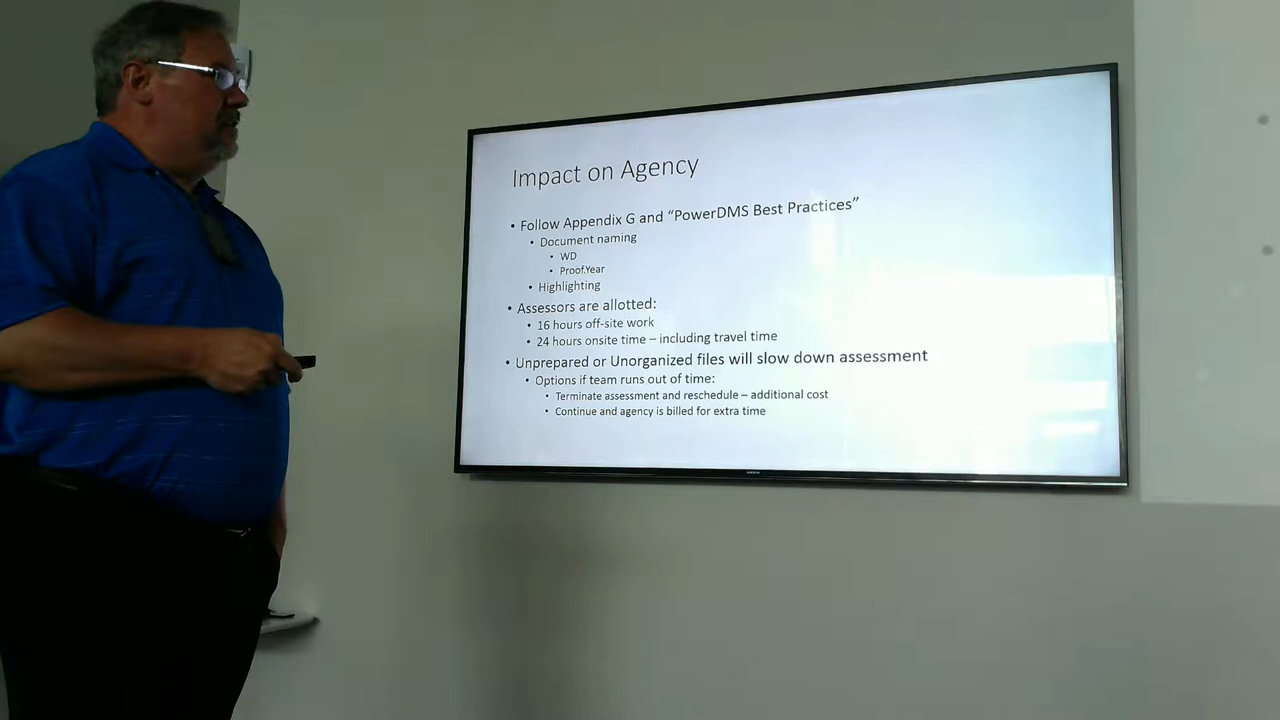 Impact on Agency
• Follow Appendix G and “PowerDMS Best Practices”
• Document naming
• WD
• Proof.Year
• Highlighting
• Assessors are allotted:
• 16 hours off-site work
• 24 hours onsite time – including travel time
• Unprepared or Unorganized files will slow down assessment
• Options if team runs out of time:
• Terminate assessment and reschedule – additional cost
• Continue and agency is billed for extra time
SAMSUNG